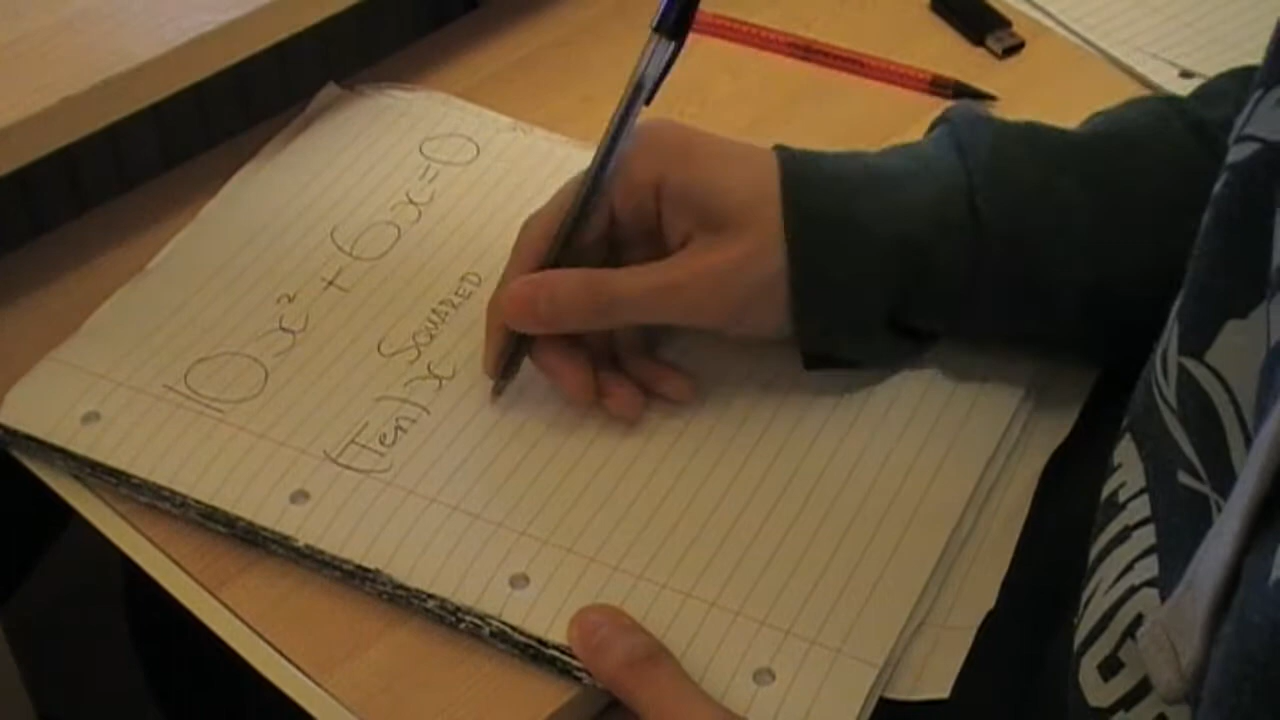 10x² + 6x = 0
(Ten) x SQUARED